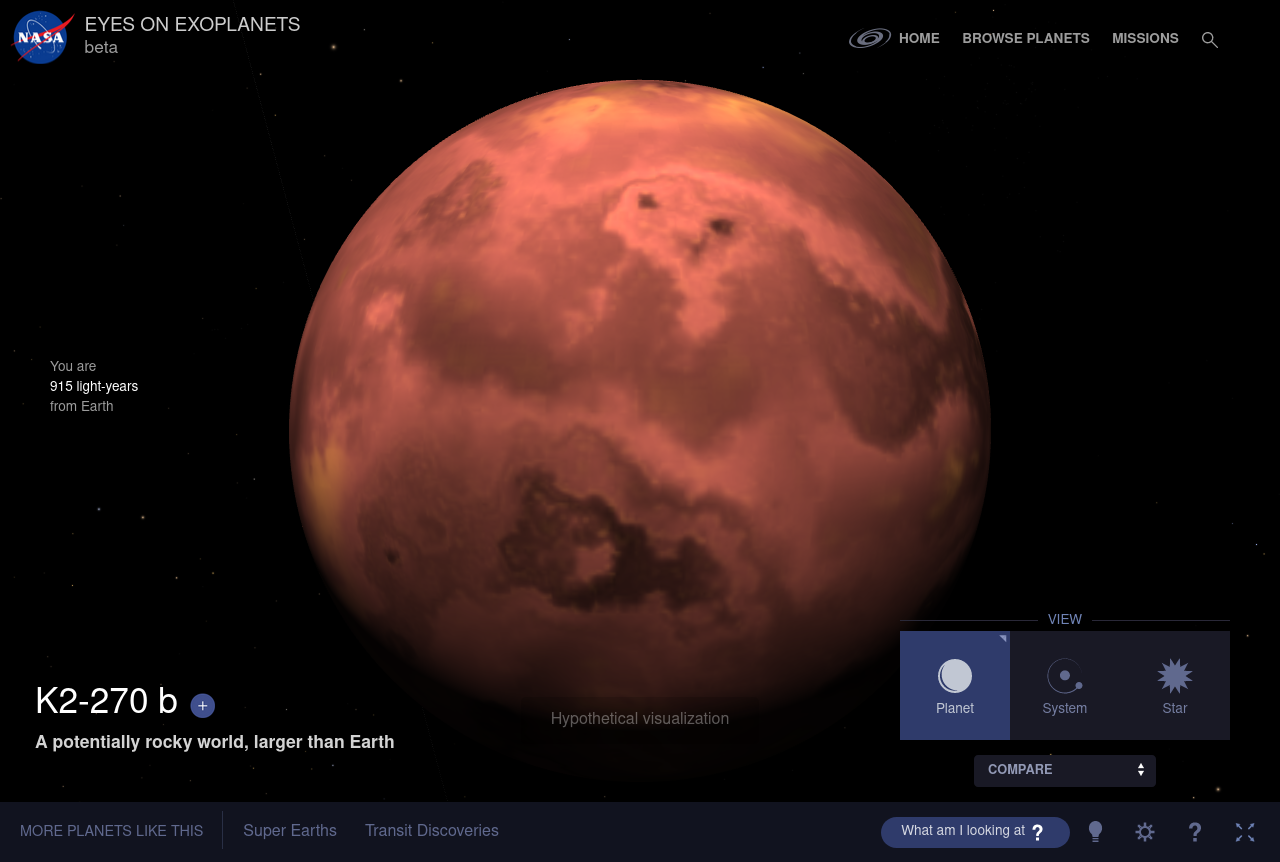 NASA
EYES ON EXOPLANETS
beta
HOME
BROWSE PLANETS
MISSIONS
You are
915 light-years
from Earth
VIEW
Planet
System
Star
K2-270 b
+
A potentially rocky world, larger than Earth
Hypothetical visualization
COMPARE
MORE PLANETS LIKE THIS
Super Earths
Transit Discoveries
What am I looking at ?
?